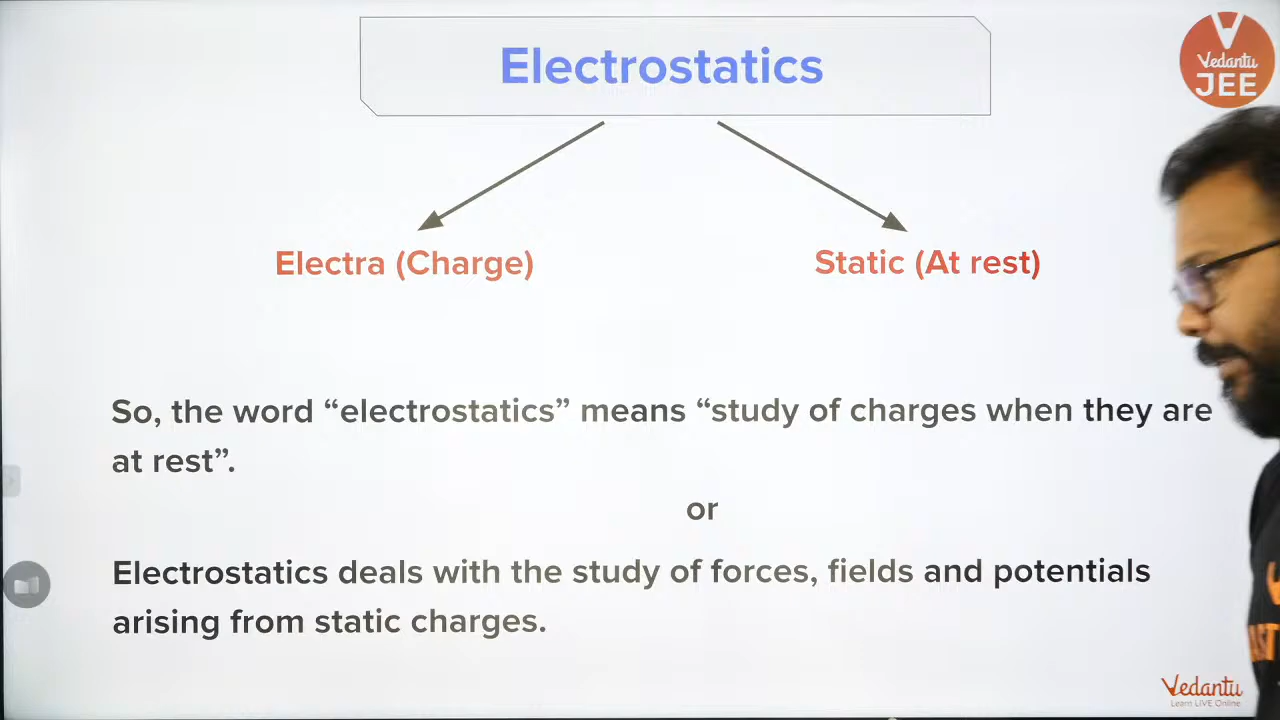 Electrostatics
Vedantu
JEE
Electra (Charge)
Static (At rest)
So, the word “electrostatics” means “study of charges when they are
at rest”.
or
Electrostatics deals with the study of forces, fields and potentials
arising from static charges.
Vedantu
Learn LIVE Online